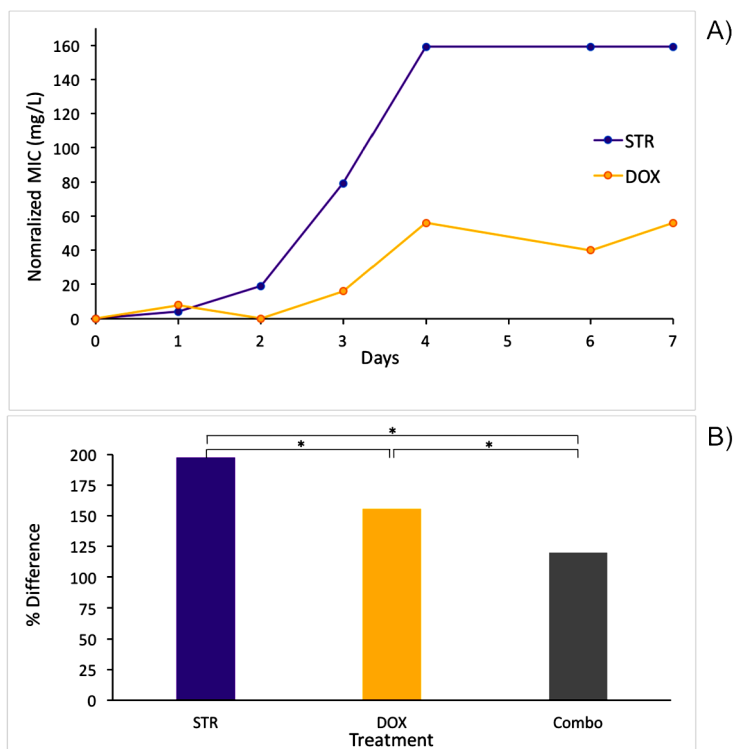 A)
Nomralized MIC (mg/L)
160
140
120
100
80
60
40
20
0
STR
DOX
0 1 2 3 4 5 6 7
Days
B)
% Difference
200
175
150
125
100
75
50
25
0
*
* *
STR DOX Combo
Treatment